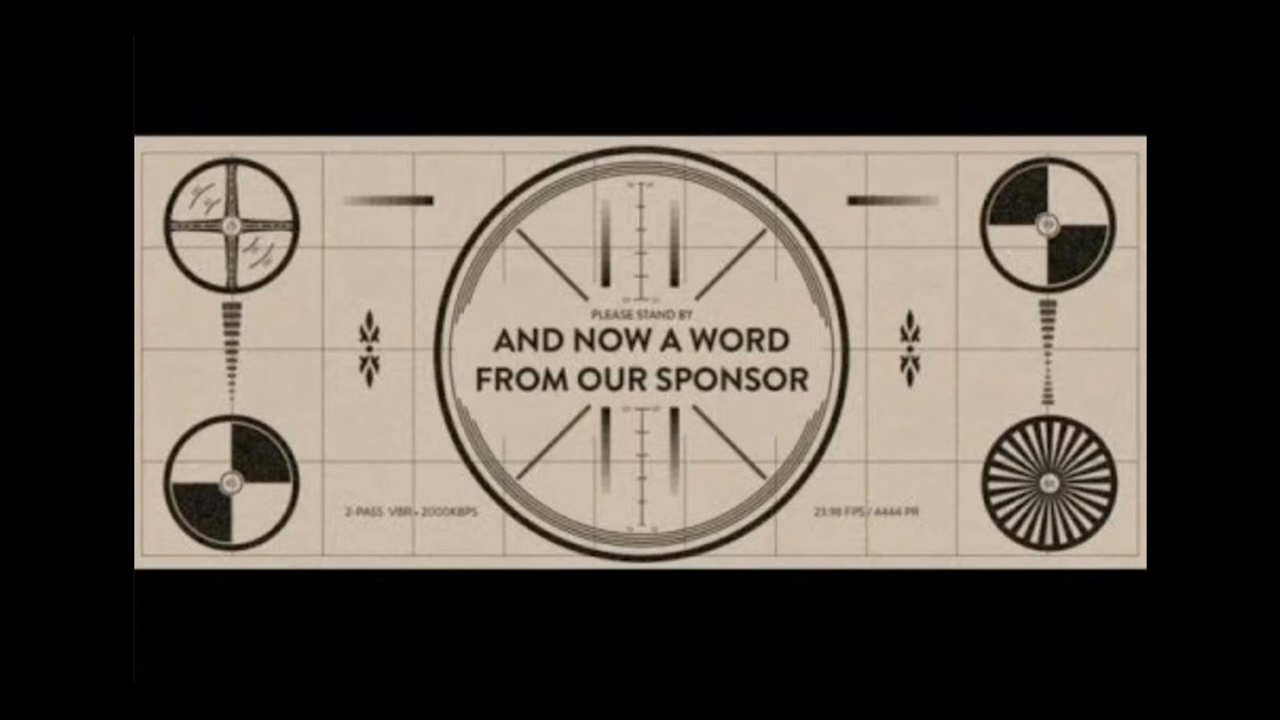 PLEASE STAND BY
AND NOW A WORD
FROM OUR SPONSOR
2-PASS VBR • 2000KBPS
23.98 FPS / 4444 PR